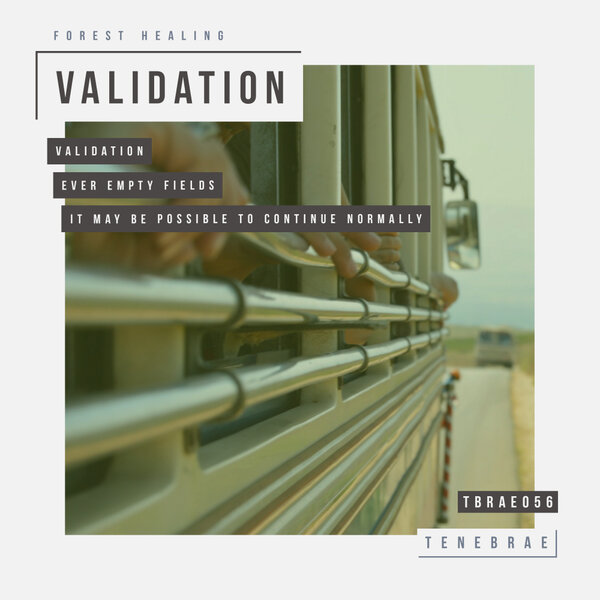 FOREST HEALING
VALIDATION
VALIDATION
EVER EMPTY FIELDS
IT MAY BE POSSIBLE TO CONTINUE NORMALLY
TBRAE056
TENEBRAE